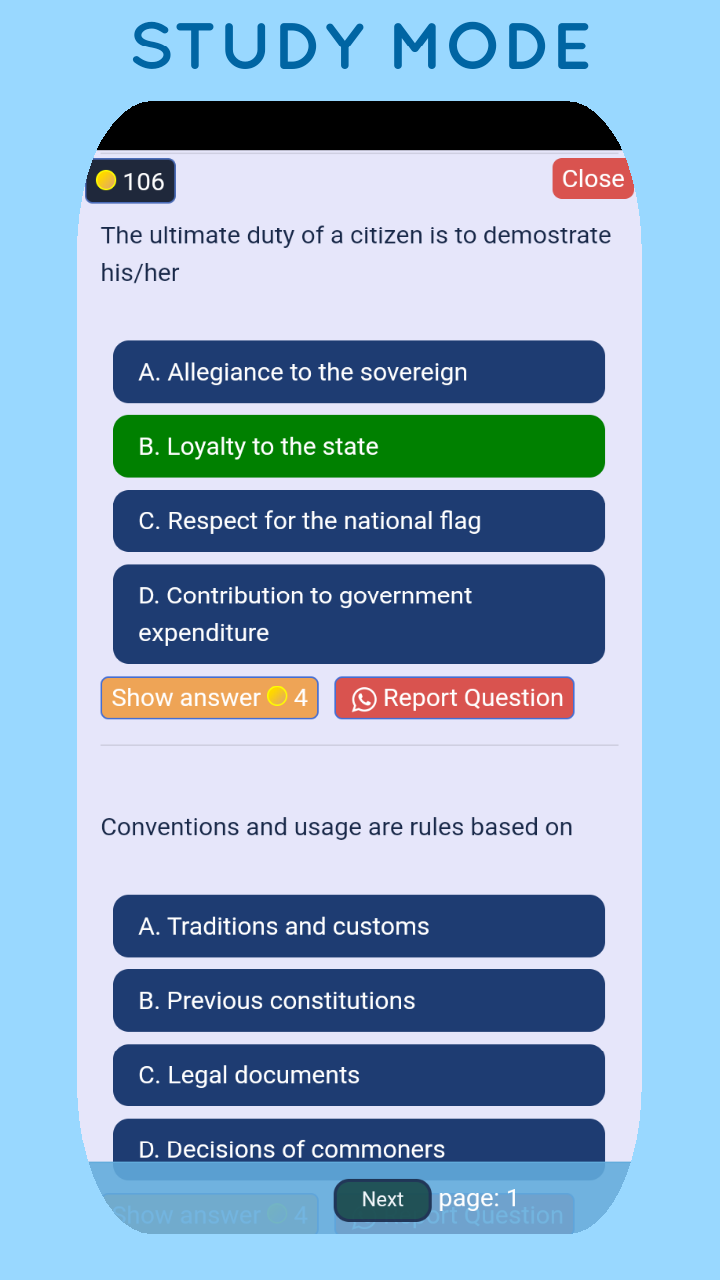 STUDY MODE
106
Close
The ultimate duty of a citizen is to demostrate
his/her
A. Allegiance to the sovereign
B. Loyalty to the state
C. Respect for the national flag
D. Contribution to government
expenditure
Show answer 4
Report Question
Conventions and usage are rules based on
A. Traditions and customs
B. Previous constitutions
C. Legal documents
D. Decisions of commoners
Show answer 4
Report Question
Next
page: 1